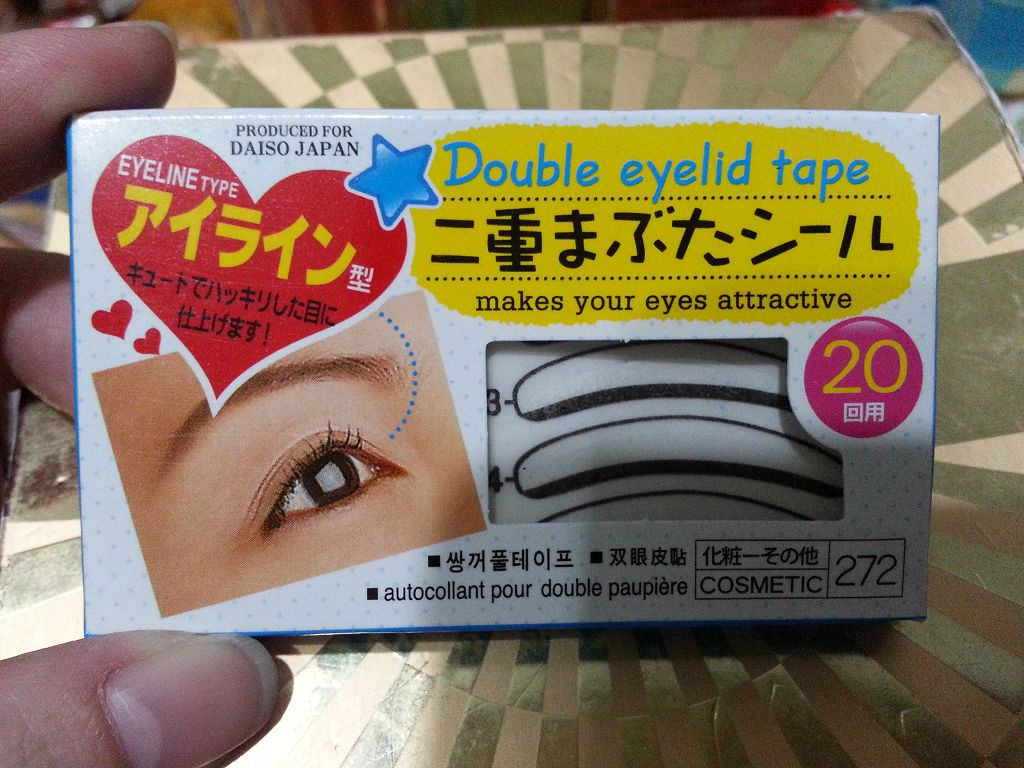 PRODUCED FOR
DAISO JAPAN
EYELINE TYPE
アイライン型
キュートでハッキリした目に
仕上げます！
Double eyelid tape
二重まぶたシール
makes your eyes attractive
20
回用
3-
4-
■쌍꺼풀테이프 ■双眼皮貼
■autocollant pour double paupière
化粧ーその他
COSMETIC
272